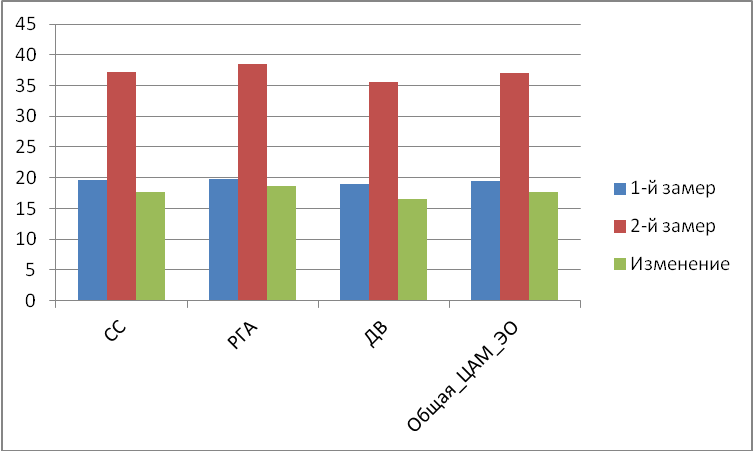 45
40
35
30
25
20
15
10
5
0
СС
РГА
ДВ
Общая_ЦАМ_ЭО
1-й замер
2-й замер
Изменение